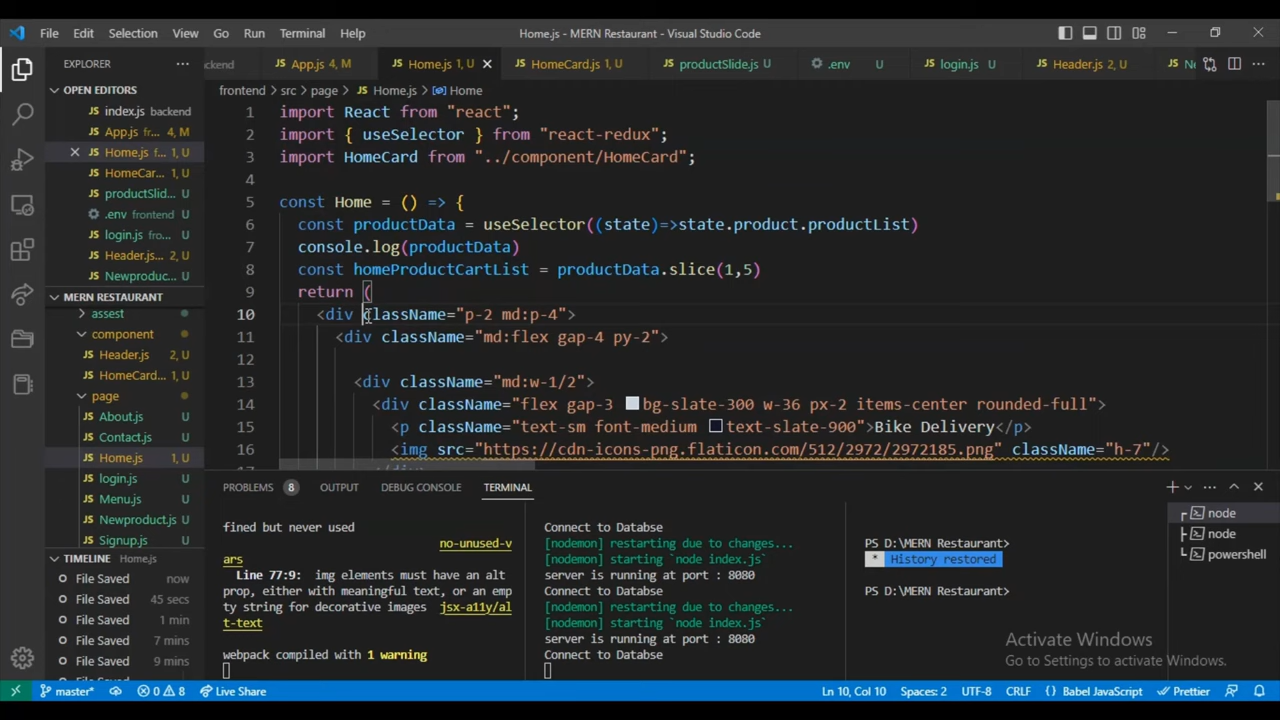 File Edit Selection View Go Run Terminal Help
Home.js - MERN Restaurant - Visual Studio Code
EXPLORER
ckend
JS App.js 4, M
JS Home.js 1, U
JS HomeCard.js 1, U
JS productSlide.js U
.env U
JS login.js U
JS Header.js 2, U
JS Ne
OPEN EDITORS
JS index.js backend
JS App.js fr... 4, M
JS Home.js f... 1, U
JS HomeCar... 1, U
JS productSlid... U
.env frontend U
JS login.js fro... U
JS Header.js... 2, U
JS Newproduc... U
MERN RESTAURANT
assest
component
JS Header.js 2, U
JS HomeCard... 1, U
page
JS About.js U
JS Contact.js U
JS Home.js 1, U
JS login.js U
JS Menu.js U
JS Newproduct.js U
JS Signup.js U
TIMELINE Home.js
File Saved now
File Saved 45 secs
File Saved 1 min
File Saved 7 mins
File Saved 9 mins
File Saved
frontend > src > page > JS Home.js > Home
1 import React from "react";
2 import { useSelector } from "react-redux";
3 import HomeCard from "../component/HomeCard";
4
5 const Home = () => {
6 const productData = useSelector((state)=>state.product.productList)
7 console.log(productData)
8 const homeProductCartList = productData.slice(1,5)
9 return (
10 <div className="p-2 md:p-4">
11 <div className="md:flex gap-4 py-2">
13 <div className="md:w-1/2">
14 <div className="flex gap-3 bg-slate-300 w-36 px-2 items-center rounded-full">
15 <p className="text-sm font-medium text-slate-900">Bike Delivery</p>
16 <img src="https://cdn-icons-png.flaticon.com/512/2972/2972185.png" className="h-7"/>
17 </div>
PROBLEMS 8 OUTPUT DEBUG CONSOLE TERMINAL
fined but never used
no-unused-v
ars
Line 77:9: img elements must have an alt
prop, either with meaningful text, or an emp
ty string for decorative images jsx-a11y/al
t-text
webpack compiled with 1 warning
Connect to Databse
[nodemon] restarting due to changes...
[nodemon] starting `node index.js`
server is running at port : 8080
Connect to Databse
[nodemon] restarting due to changes...
[nodemon] starting `node index.js`
server is running at port : 8080
Connect to Databse
PS D:\MERN Restaurant>
* History restored
PS D:\MERN Restaurant>
node
node
powershell
Activate Windows
Go to Settings to activate Windows.
master* 0 8 Live Share
Ln 10, Col 10 Spaces: 2 UTF-8 CRLF {} Babel JavaScript Prettier